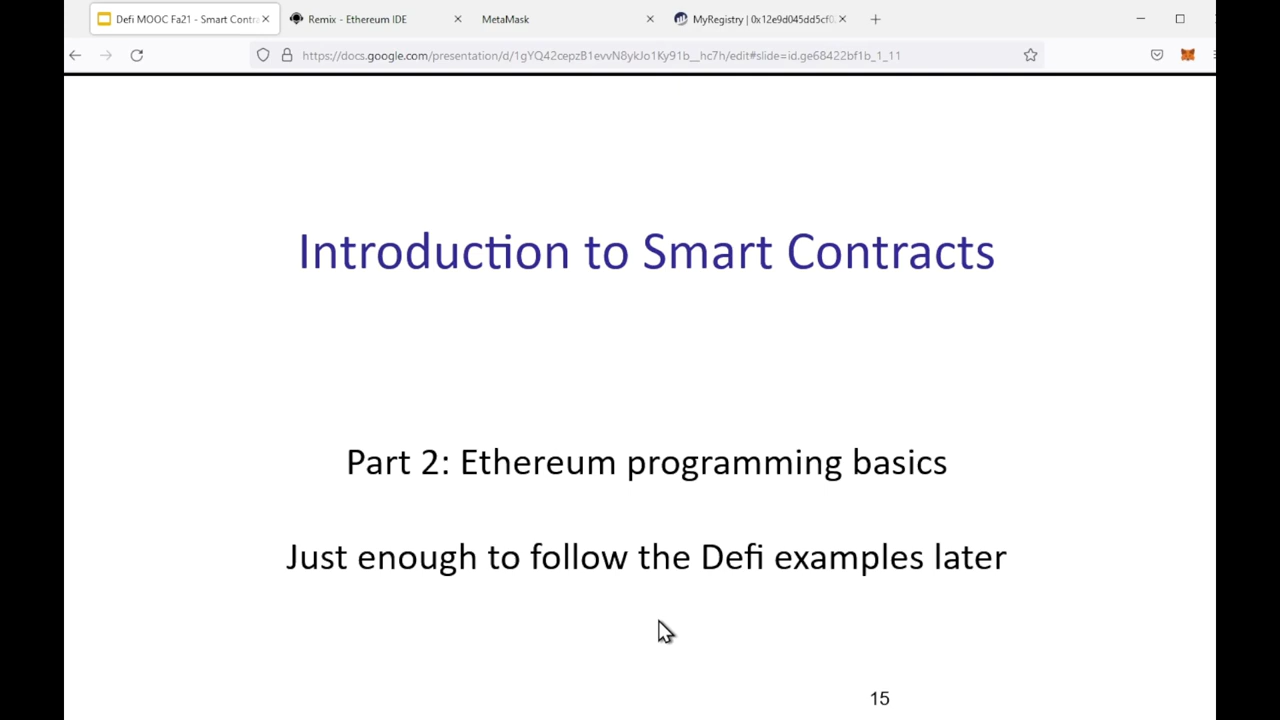 Defi MOOC Fa21 - Smart Contra
Remix - Ethereum IDE
MetaMask
MyRegistry | 0x12e9d045dd5cf0
https://docs.google.com/presentation/d/1gYQ42cepzB1evvN8ykJo1Ky91b__hc7h/edit#slide=id.ge68422bf1b_1_11
Introduction to Smart Contracts
Part 2: Ethereum programming basics
Just enough to follow the Defi examples later
15